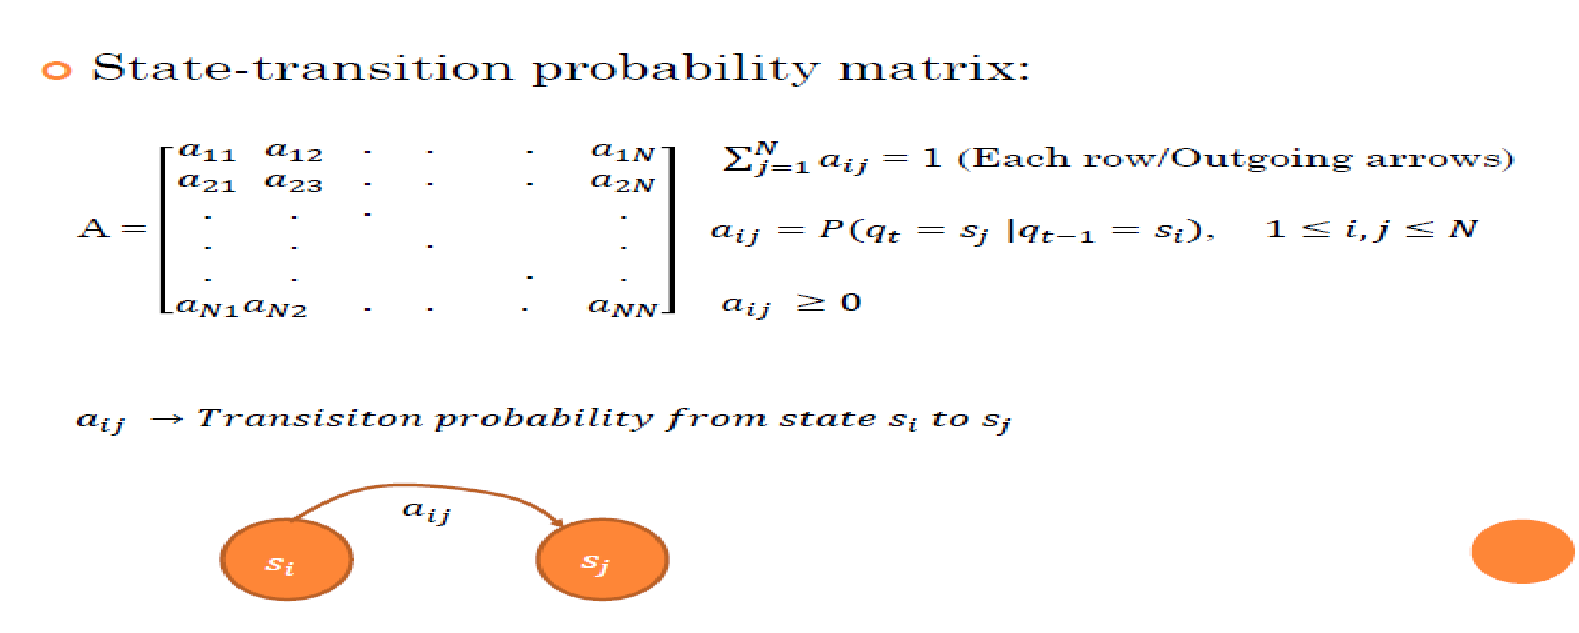 State-transition probability matrix:
a₁₁ a₁₂ . . . a₁N
a₂₁ a₂₃ . . . a₂N
. . . .
A = . . . .
. . . .
aN₁ aN₂ . . . aNN
∑ᴺⱼ₌₁ aᵢⱼ = 1 (Each row/Outgoing arrows)
aᵢⱼ = P(qₜ = sⱼ |qₜ₋₁ = sᵢ), 1 ≤ i, j ≤ N
aᵢⱼ ≥ 0
aᵢⱼ → Transisiton probability from state sᵢ to sⱼ
aᵢⱼ
sᵢ sⱼ